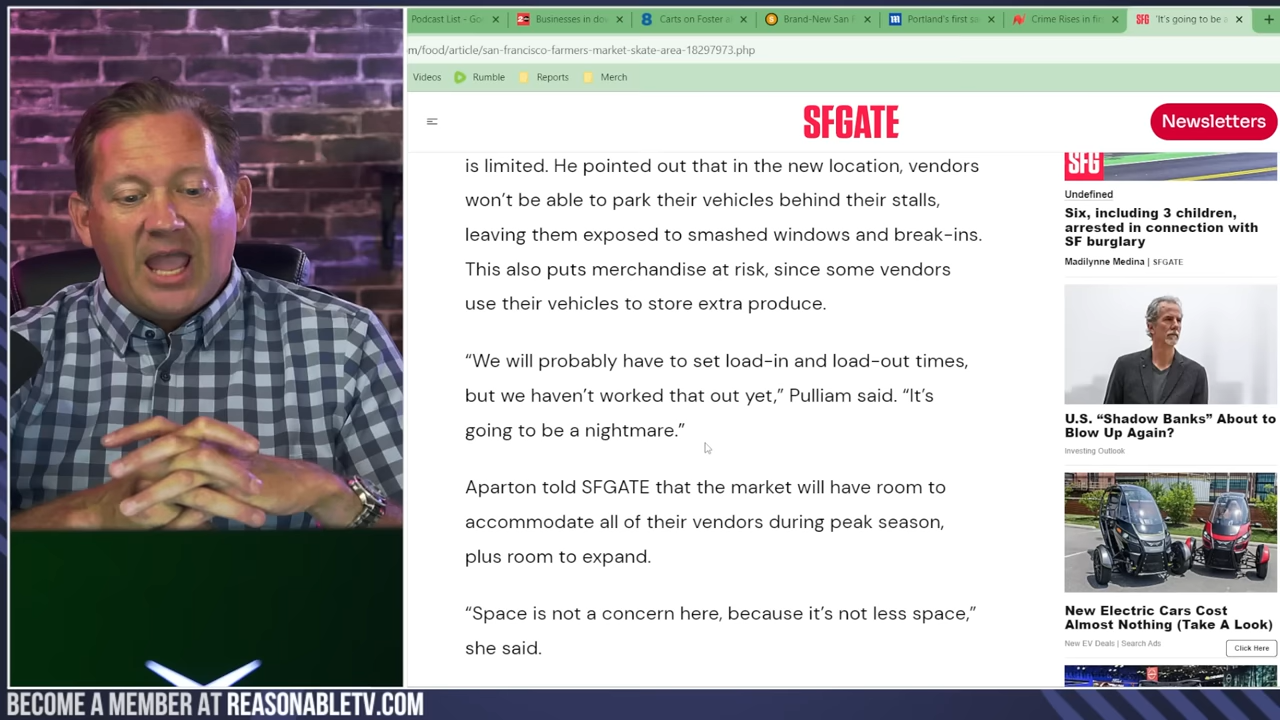 Podcast List - Go
Businesses in do
Carts on Foster a
Brand-New San F
Portland's first sa
Crime Rises in fir
SFG 'It's going to be a
m/food/article/san-francisco-farmers-market-skate-area-18297973.php
Videos
Rumble
Reports
Merch
SFGATE
Newsletters
is limited. He pointed out that in the new location, vendors
won’t be able to park their vehicles behind their stalls,
leaving them exposed to smashed windows and break-ins.
This also puts merchandise at risk, since some vendors
use their vehicles to store extra produce.
“We will probably have to set load-in and load-out times,
but we haven’t worked that out yet,” Pulliam said. “It’s
going to be a nightmare.”
Aparton told SFGATE that the market will have room to
accommodate all of their vendors during peak season,
plus room to expand.
“Space is not a concern here, because it’s not less space,”
she said.
SFG
Undefined
Six, including 3 children,
arrested in connection with
SF burglary
Madilynne Medina | SFGATE
U.S. “Shadow Banks” About to
Blow Up Again?
Investing Outlook
New Electric Cars Cost
Almost Nothing (Take A Look)
New EV Deals | Search Ads
Click Here
BECOME A MEMBER AT REASONABLETV.COM